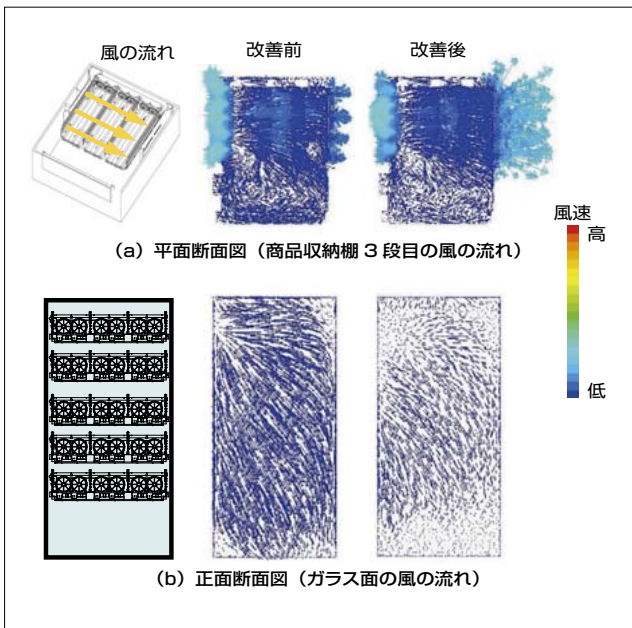 風の流れ
改善前
改善後
風速
高
低
(a) 平面断面図(商品収納棚 3 段目の風の流れ)
(b) 正面断面図(ガラス面の風の流れ)